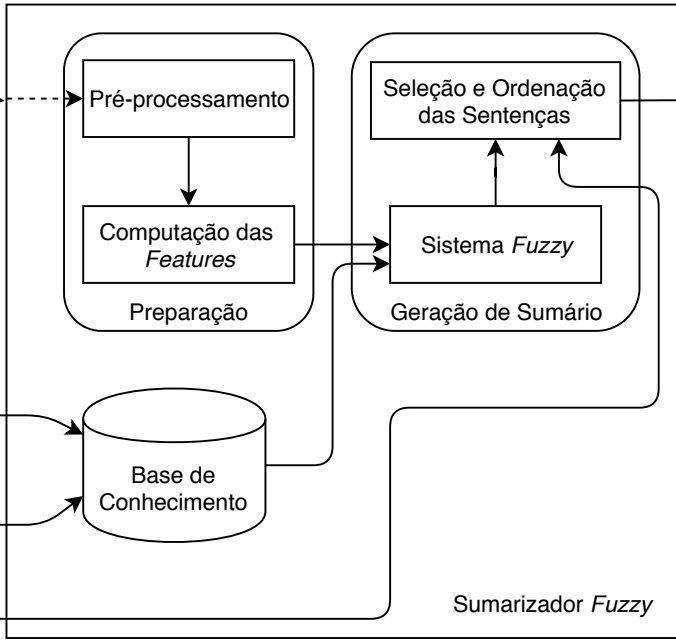 Pré-processamento
Computação das
Features
Preparação
Seleção e Ordenação
das Sentenças
Sistema Fuzzy
Geração de Sumário
Base de
Conhecimento
Sumarizador Fuzzy